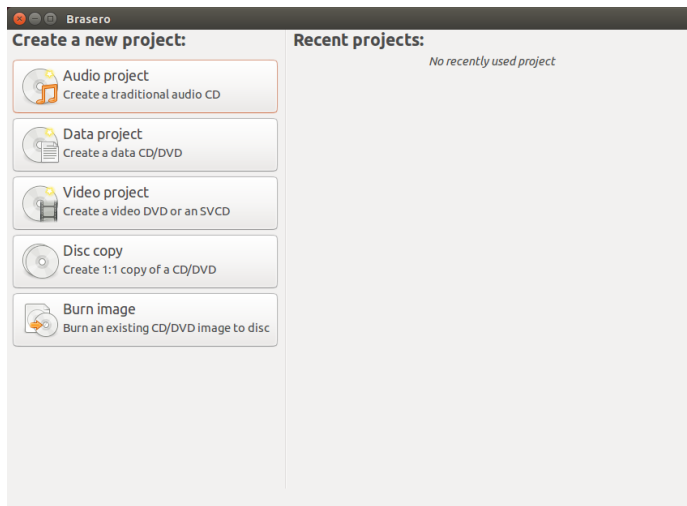 Brasero
Create a new project:
Audio project
Create a traditional audio CD
Data project
Create a data CD/DVD
Video project
Create a video DVD or an SVCD
Disc copy
Create 1:1 copy of a CD/DVD
Burn image
Burn an existing CD/DVD image to disc
Recent projects:
No recently used project